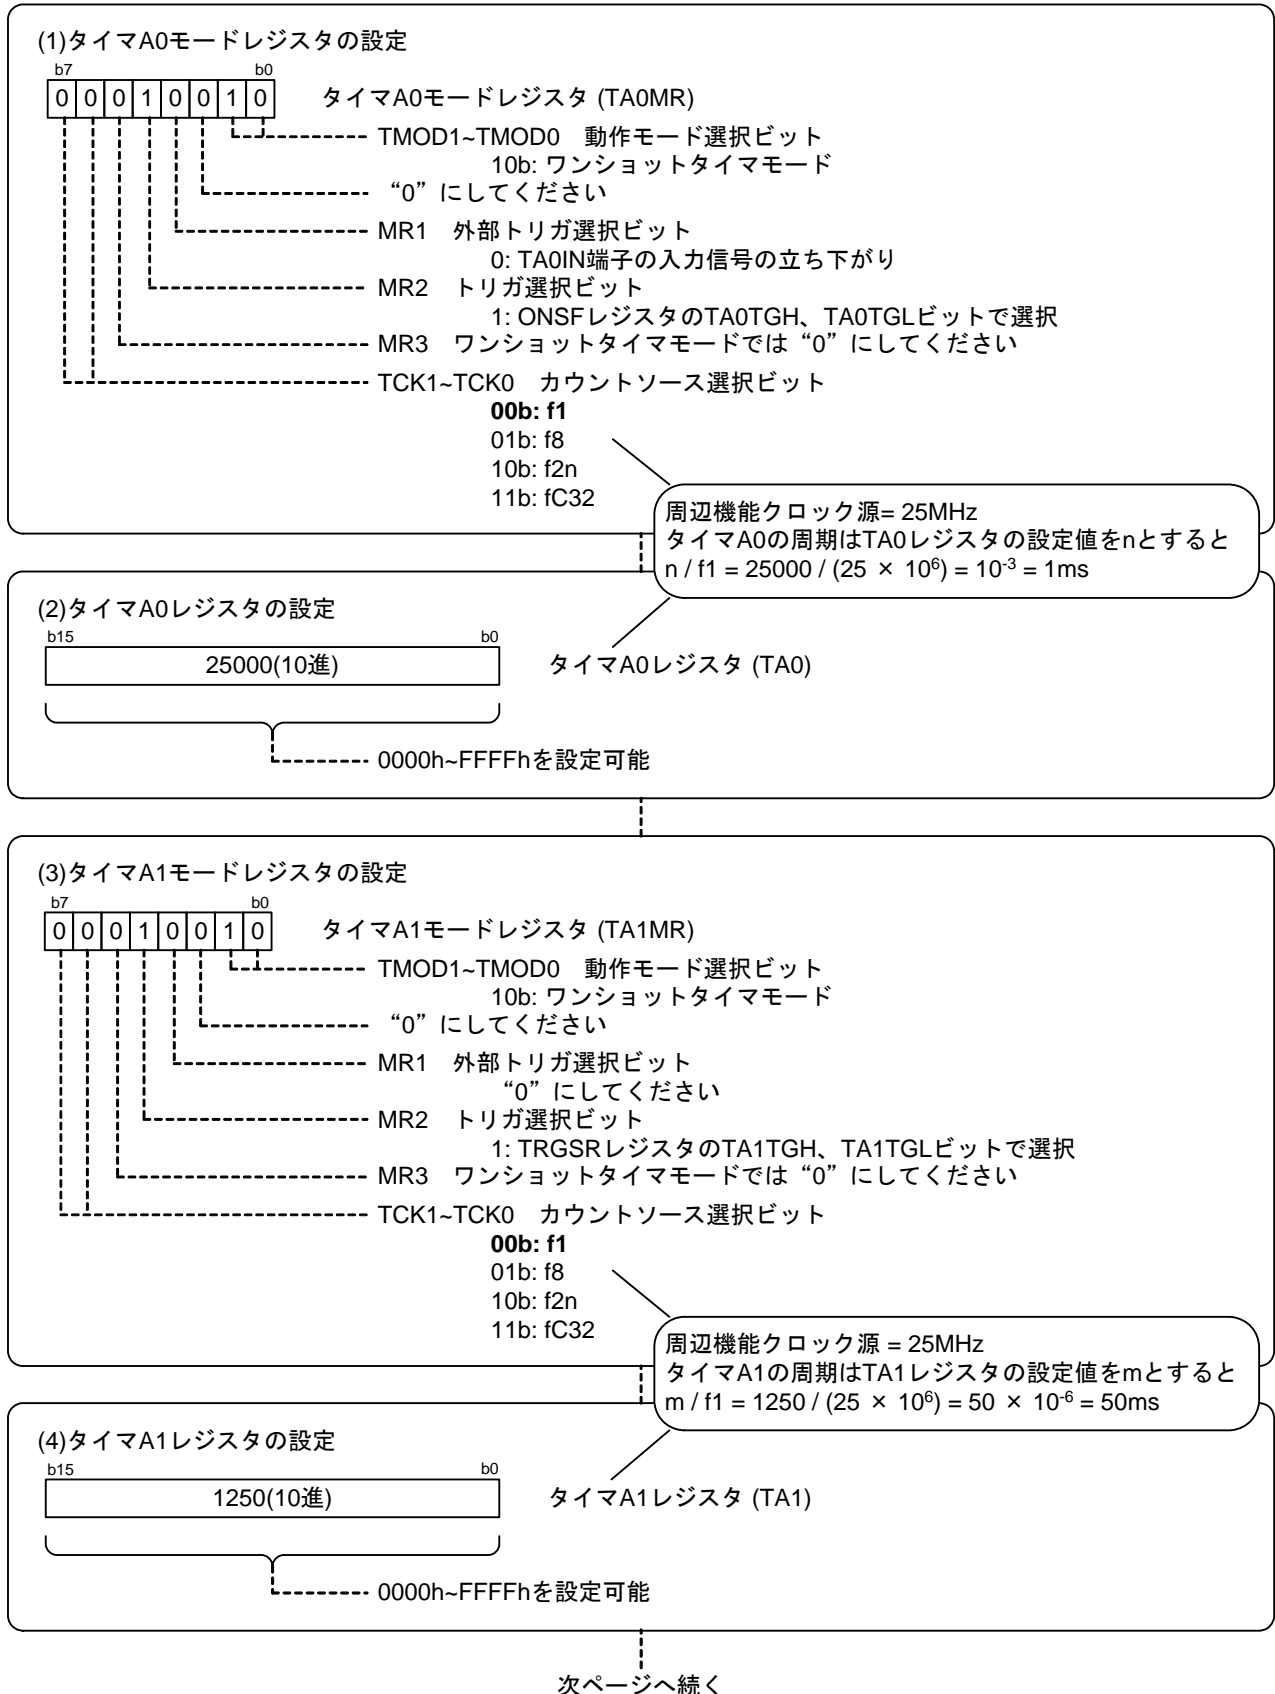 (1)タイマA0モードレジスタの設定
b7 b0
0 0 0 1 0 0 1 0 タイマA0モードレジスタ (TA0MR)
TMOD1~TMOD0 動作モード選択ビット
10b: ワンショットタイマモード
“0”にしてください
MR1 外部トリガ選択ビット
0: TA0IN端子の入力信号の立ち下がり
MR2 トリガ選択ビット
1: ONSFレジスタのTA0TGH、TA0TGLビットで選択
MR3 ワンショットタイマモードでは“0”にしてください
TCK1~TCK0 カウントソース選択ビット
00b: f1
01b: f8
10b: f2n
11b: fC32
周辺機能クロック源= 25MHz
タイマA0の周期はTA0レジスタの設定値をnとすると
n / f1 = 25000 / (25 × 10⁶) = 10⁻³ = 1ms
(2)タイマA0レジスタの設定
b15 b0
25000(10進) タイマA0レジスタ (TA0)
0000h~FFFFhを設定可能
(3)タイマA1モードレジスタの設定
b7 b0
0 0 0 1 0 0 1 0 タイマA1モードレジスタ (TA1MR)
TMOD1~TMOD0 動作モード選択ビット
10b: ワンショットタイマモード
“0”にしてください
MR1 外部トリガ選択ビット
“0”にしてください
MR2 トリガ選択ビット
1: TRGSRレジスタのTA1TGH、TA1TGLビットで選択
MR3 ワンショットタイマモードでは“0”にしてください
TCK1~TCK0 カウントソース選択ビット
00b: f1
01b: f8
10b: f2n
11b: fC32
周辺機能クロック源 = 25MHz
タイマA1の周期はTA1レジスタの設定値をmとすると
m / f1 = 1250 / (25 × 10⁶) = 50 × 10⁻⁶ = 50ms
(4)タイマA1レジスタの設定
b15 b0
1250(10進) タイマA1レジスタ (TA1)
0000h~FFFFhを設定可能
次ページへ続く